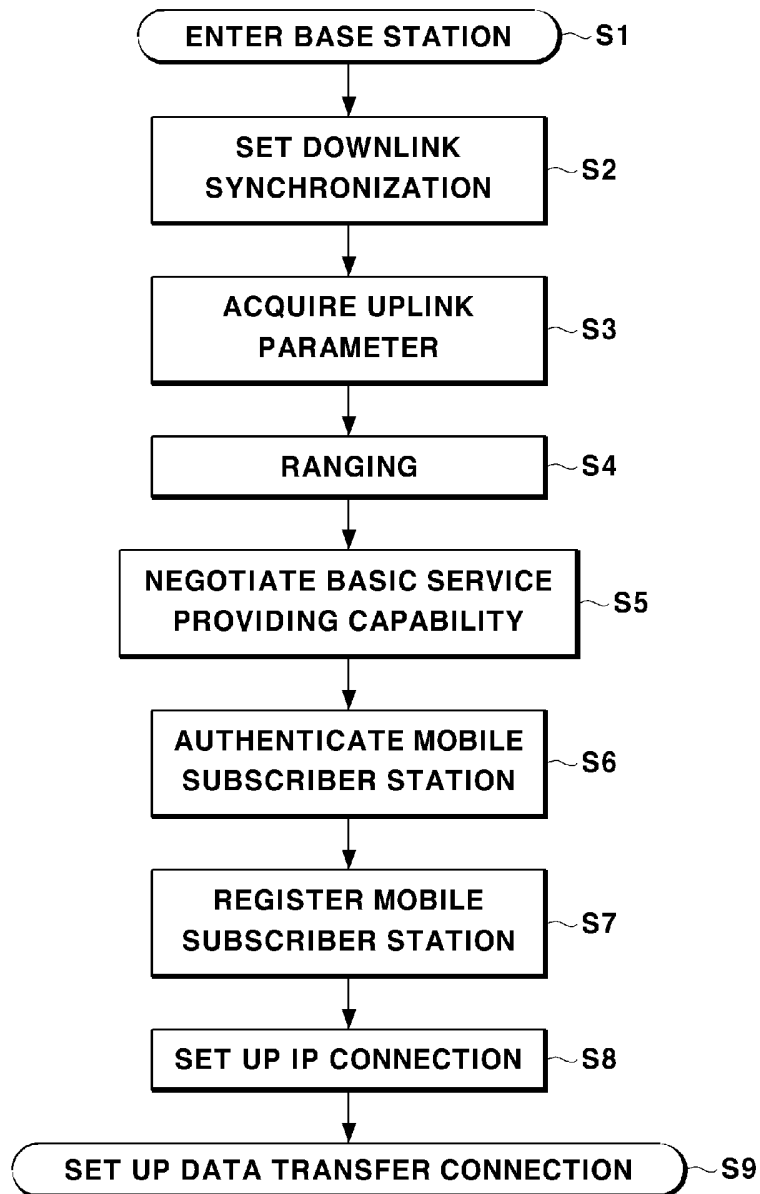 ENTER BASE STATION
S1
SET DOWNLINK
SYNCHRONIZATION
S2
ACQUIRE UPLINK
PARAMETER
S3
RANGING
S4
NEGOTIATE BASIC SERVICE
PROVIDING CAPABILITY
S5
AUTHENTICATE MOBILE
SUBSCRIBER STATION
S6
REGISTER MOBILE
SUBSCRIBER STATION
S7
SET UP IP CONNECTION
S8
SET UP DATA TRANSFER CONNECTION
S9